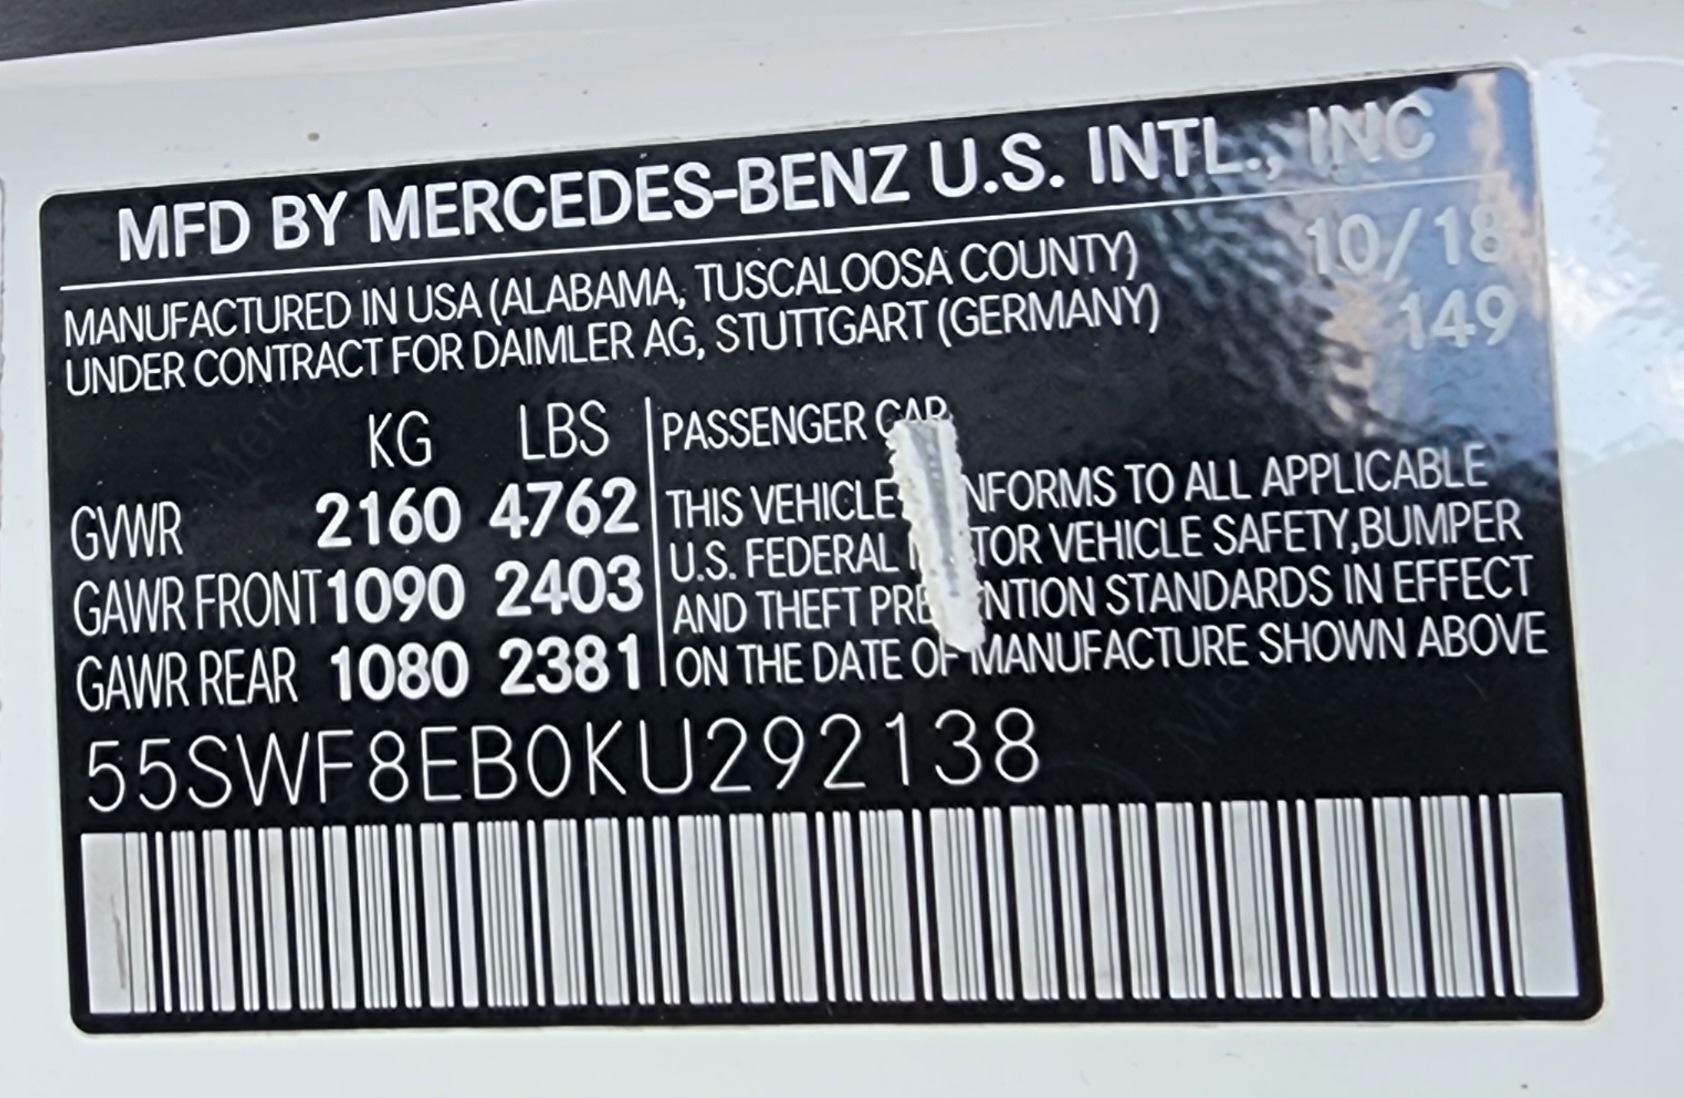 MFD BY MERCEDES-BENZ U.S. INTL., INC
MANUFACTURED IN USA (ALABAMA, TUSCALOOSA COUNTY) 10/18
UNDER CONTRACT FOR DAIMLER AG, STUTTGART (GERMANY) 149
KG LBS PASSENGER CAR
GVWR 2160 4762 THIS VEHICLE NFORMS TO ALL APPLICABLE
U.S. FEDERAL TOR VEHICLE SAFETY,BUMPER
GAWR FRONT 1090 2403 AND THEFT PRE NTION STANDARDS IN EFFECT
GAWR REAR 1080 2381 ON THE DATE OF MANUFACTURE SHOWN ABOVE
55SWF8EB0KU292138